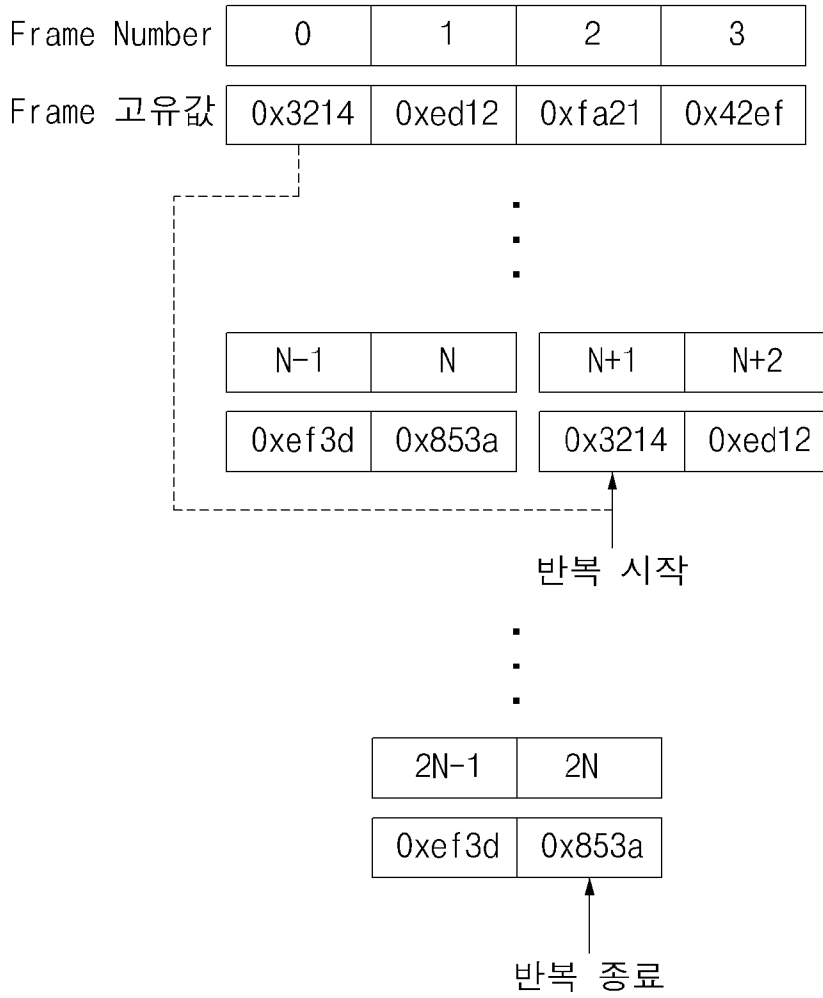 Frame Number 0 1 2 3
Frame 고유값 0x3214 0xed12 0xfa21 0x42ef
N-1 N N+1 N+2
0xef3d 0x853a 0x3214 0xed12
반복 시작
2N-1 2N
0xef3d 0x853a
반복 종료